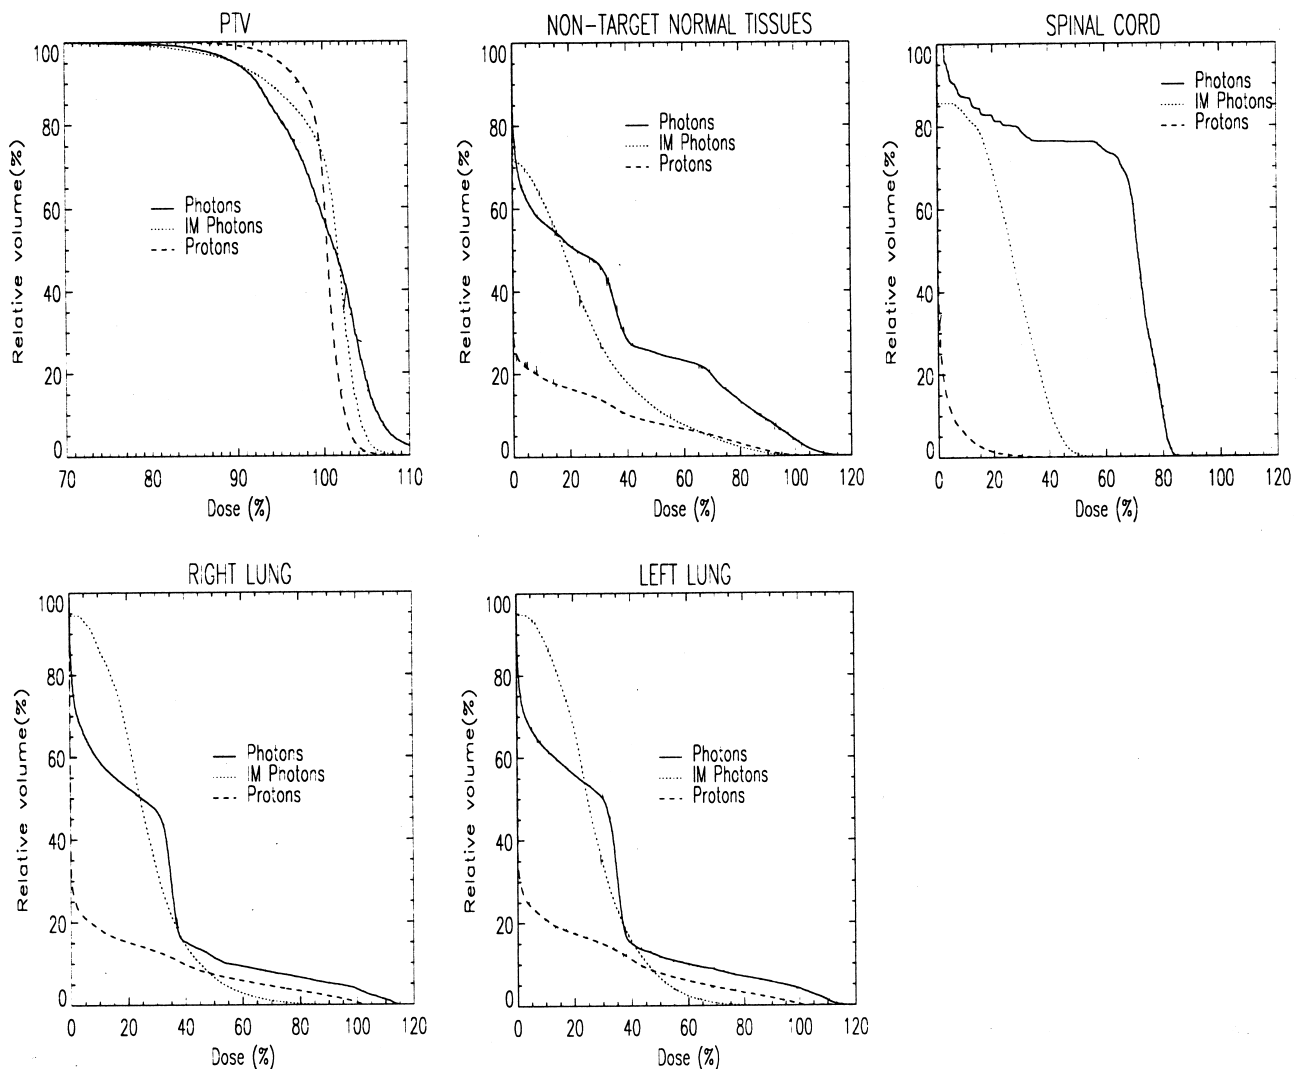 PTV
100
80
60
40
20
0
Relative volume(%)
Photons
IM Photons
Protons
70 80 90 100 110
Dose (%)
NON-TARGET NORMAL TISSUES
100
80
60
40
20
0
Relative volume(%)
Photons
IM Photons
Protons
0 20 40 60 80 100 120
Dose (%)
SPINAL CORD
100
80
60
40
20
0
Relative volume(%)
Photons
IM Photons
Protons
0 20 40 60 80 100 120
Dose (%)
RIGHT LUNG
100
80
60
40
20
0
Relative volume(%)
Photons
IM Photons
Protons
0 20 40 60 80 100 120
Dose (%)
LEFT LUNG
100
80
60
40
20
0
Relative volume(%)
Photons
IM Photons
Protons
0 20 40 60 80 100 120
Dose (%)